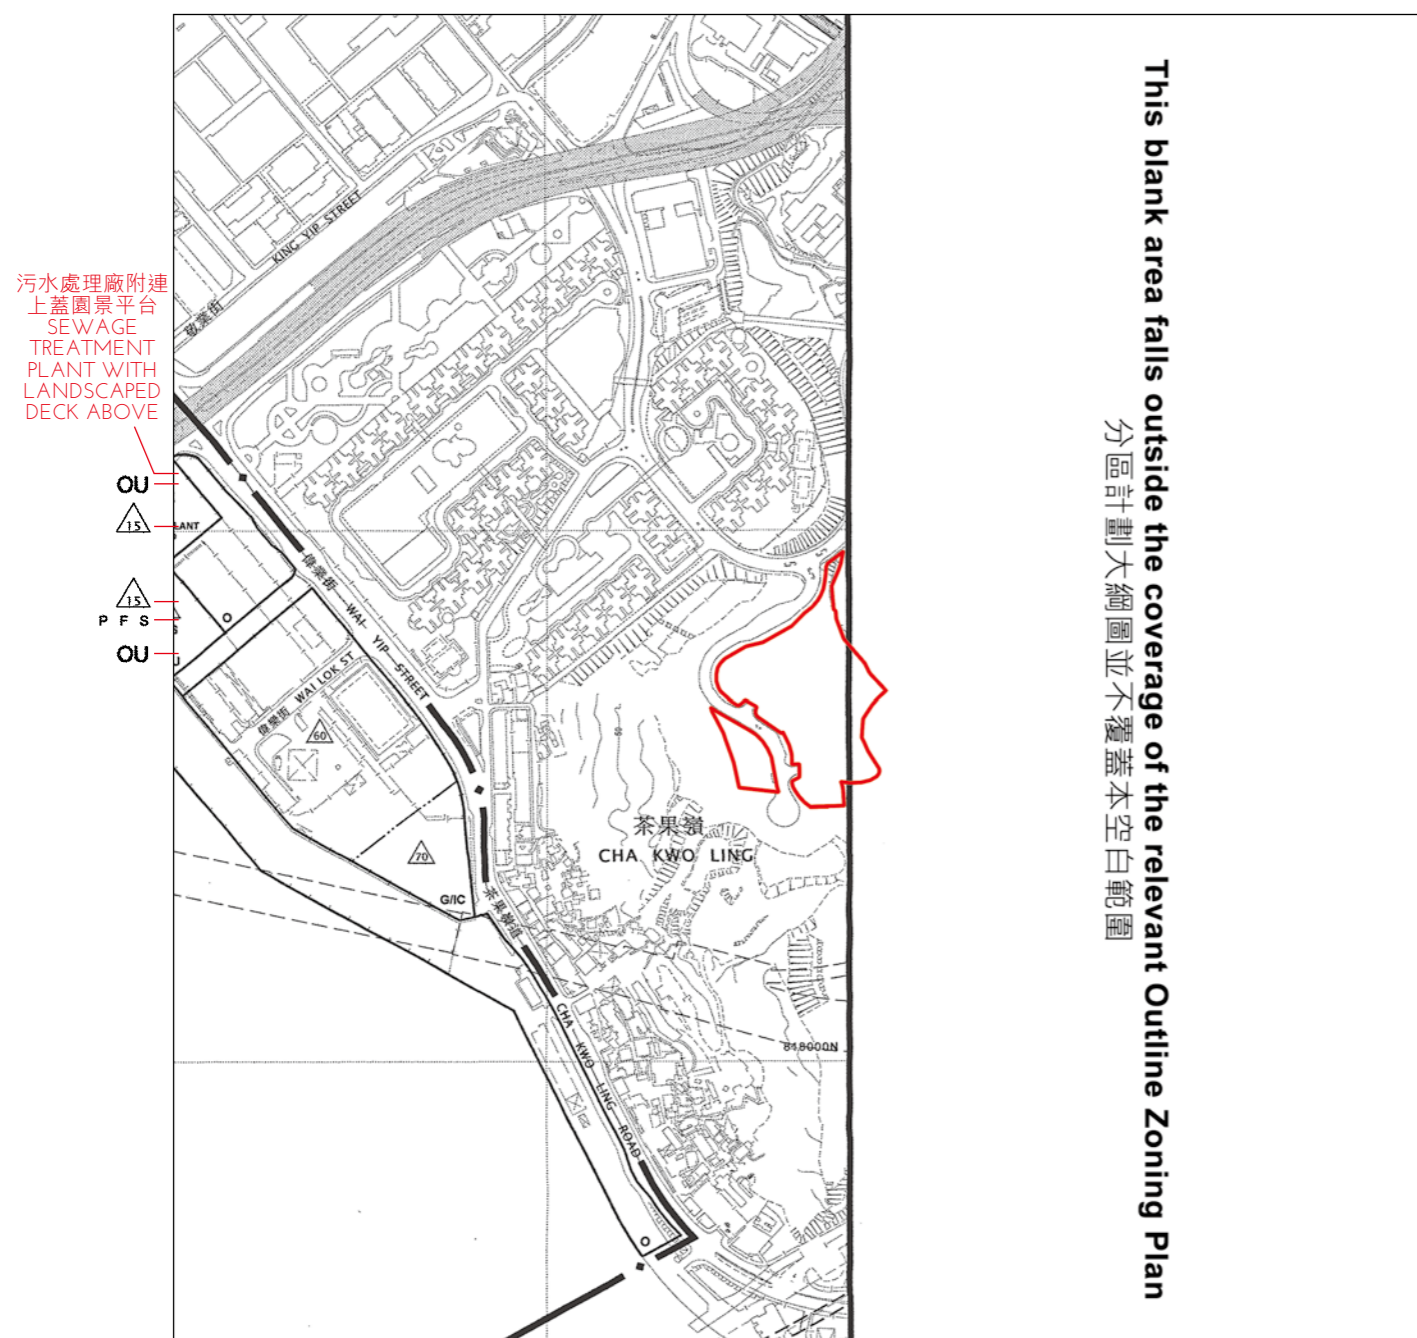 This blank area falls outside the coverage of the relevant Outline Zoning Plan
分區計劃大綱圖並不覆蓋本空白範圍
KING YIP STREET
敬業街
污水處理廠附連
上蓋園景平台
SEWAGE
TREATMENT
PLANT WITH
LANDSCAPED
DECK ABOVE
OU
15
LANT
15
P F S
OU
O
偉業街 WAI YIP STREET
偉樂街 WAI LOK ST
60
70
G/IC
茶果嶺
CHA KWO LING
茶果嶺道
CHA KWO LING ROAD
818000N
O